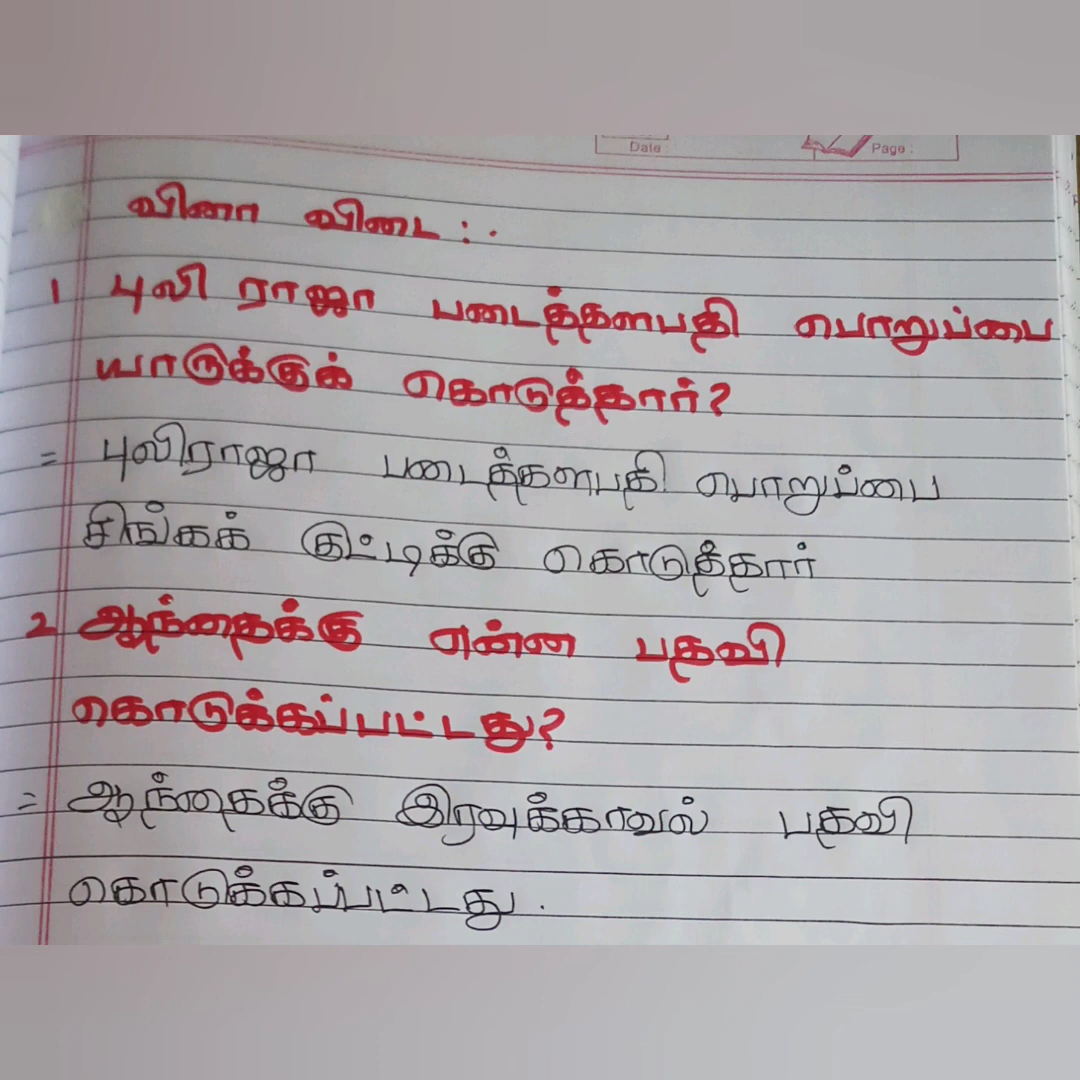 Date :
Page :
வினா விடை :.
1 புலி ராஜா படைத்தளபதி பொறுப்பை
யாருக்குக் கொடுத்தார்?
= புலிராஜா படைத்தளபதி பொறுப்பை
சிங்கக் குட்டிக்கு கொடுத்தார்
2 ஆந்தைக்கு என்ன பதவி
கொடுக்கப்பட்டது?
= ஆந்தைக்கு இரவுக்காவல் பதவி
கொடுக்கப்பட்டது.